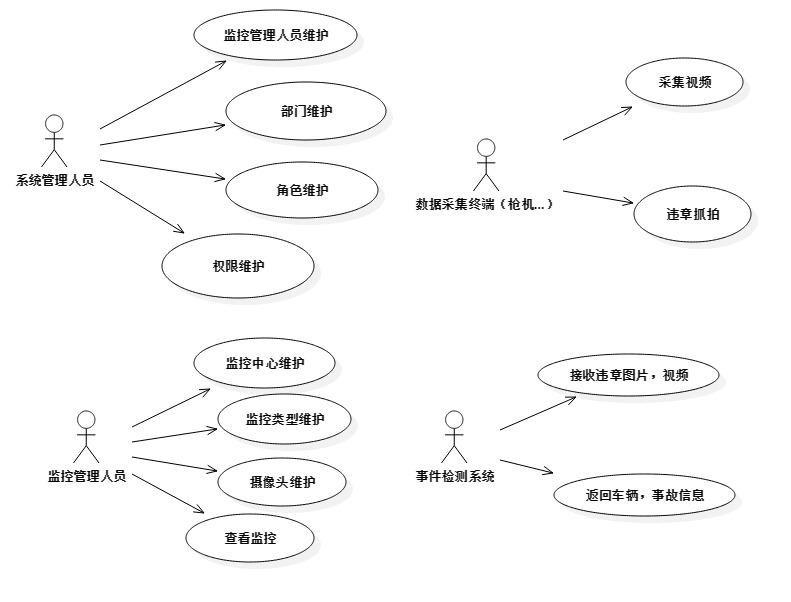 监控管理人员维护
部门维护
系统管理人员
角色维护
权限维护
采集视频
数据采集终端（枪机...）
违章抓拍
监控中心维护
监控类型维护
监控管理人员
摄像头维护
查看监控
接收违章图片，视频
事件检测系统
返回车辆，事故信息